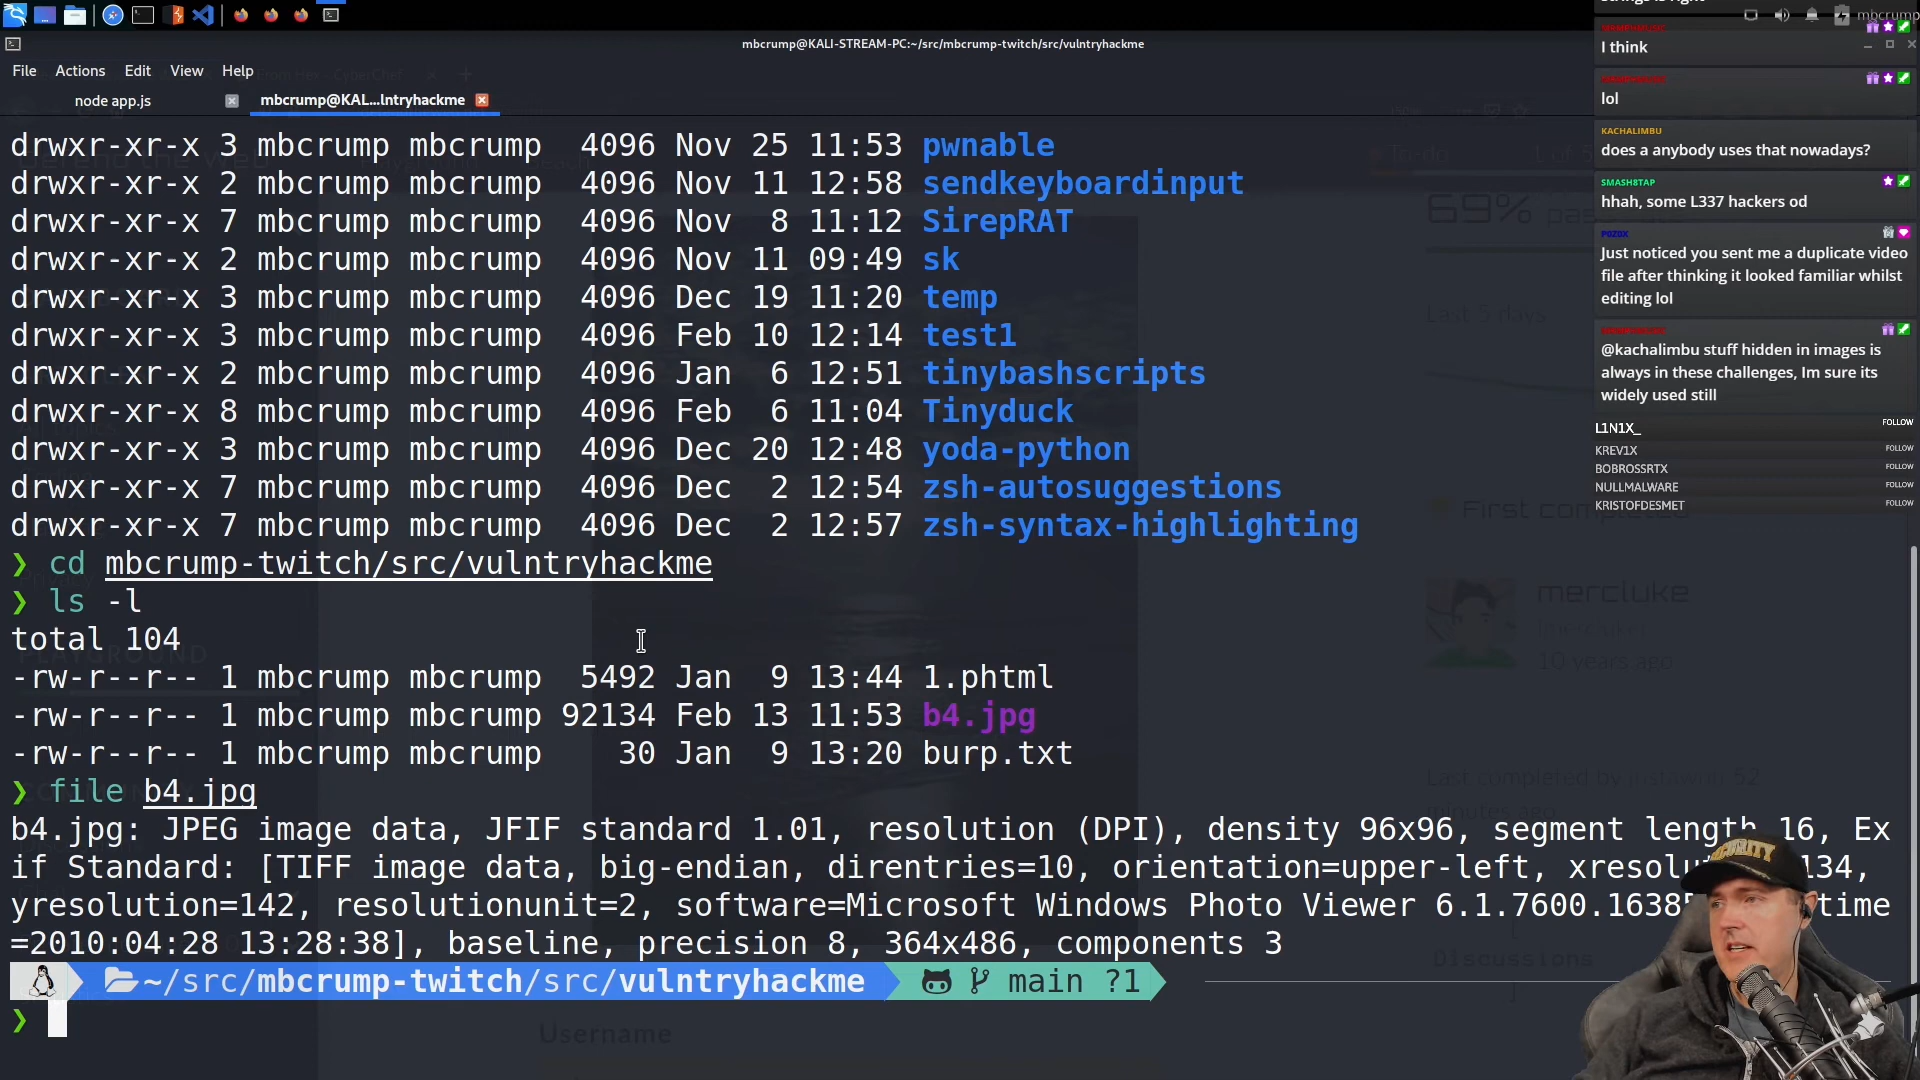 mbcrump
mbcrump@KALI-STREAM-PC:~/src/mbcrump-twitch/src/vulntryhackme
File Actions Edit View Help
node app.js
mbcrump@KAL...lntryhackme
drwxr-xr-x 3 mbcrump mbcrump 4096 Nov 25 11:53 pwnable
drwxr-xr-x 2 mbcrump mbcrump 4096 Nov 11 12:58 sendkeyboardinput
drwxr-xr-x 7 mbcrump mbcrump 4096 Nov 8 11:12 SirepRAT
drwxr-xr-x 2 mbcrump mbcrump 4096 Nov 11 09:49 sk
drwxr-xr-x 3 mbcrump mbcrump 4096 Dec 19 11:20 temp
drwxr-xr-x 3 mbcrump mbcrump 4096 Feb 10 12:14 test1
drwxr-xr-x 2 mbcrump mbcrump 4096 Jan 6 12:51 tinybashscripts
drwxr-xr-x 8 mbcrump mbcrump 4096 Feb 6 11:04 Tinyduck
drwxr-xr-x 3 mbcrump mbcrump 4096 Dec 20 12:48 yoda-python
drwxr-xr-x 7 mbcrump mbcrump 4096 Dec 2 12:54 zsh-autosuggestions
drwxr-xr-x 7 mbcrump mbcrump 4096 Dec 2 12:57 zsh-syntax-highlighting
❯ cd mbcrump-twitch/src/vulntryhackme
❯ ls -l
total 104
-rw-r--r-- 1 mbcrump mbcrump 5492 Jan 9 13:44 1.phtml
-rw-r--r-- 1 mbcrump mbcrump 92134 Feb 13 11:53 b4.jpg
-rw-r--r-- 1 mbcrump mbcrump 30 Jan 9 13:20 burp.txt
❯ file b4.jpg
b4.jpg: JPEG image data, JFIF standard 1.01, resolution (DPI), density 96x96, segment length 16, Ex
if Standard: [TIFF image data, big-endian, direntries=10, orientation=upper-left, 134,
yresolution=142, resolutionunit=2, software=Microsoft Windows Photo Viewer time
=2010:04:28 13:28:38], baseline, precision 8, 364x486, components 3
~/src/mbcrump-twitch/src/vulntryhackme main ?1
❯
I think
lol
KACHALIMBU
does a anybody uses that nowadays?
SMASH8TAP
hhah, some L337 hackers od
P0Z0X
Just noticed you sent me a duplicate video
file after thinking it looked familiar whilst
editing lol
@kachalimbu stuff hidden in images is
always in these challenges, Im sure its
widely used still
L1N1X_ FOLLOW
KREV1X FOLLOW
BOBROSSRTX FOLLOW
NULLMALWARE FOLLOW
KRISTOFDESMET FOLLOW
69%
Last 5 days
mercluke
10 years ago
Discussions
Username
PLAYGROUND